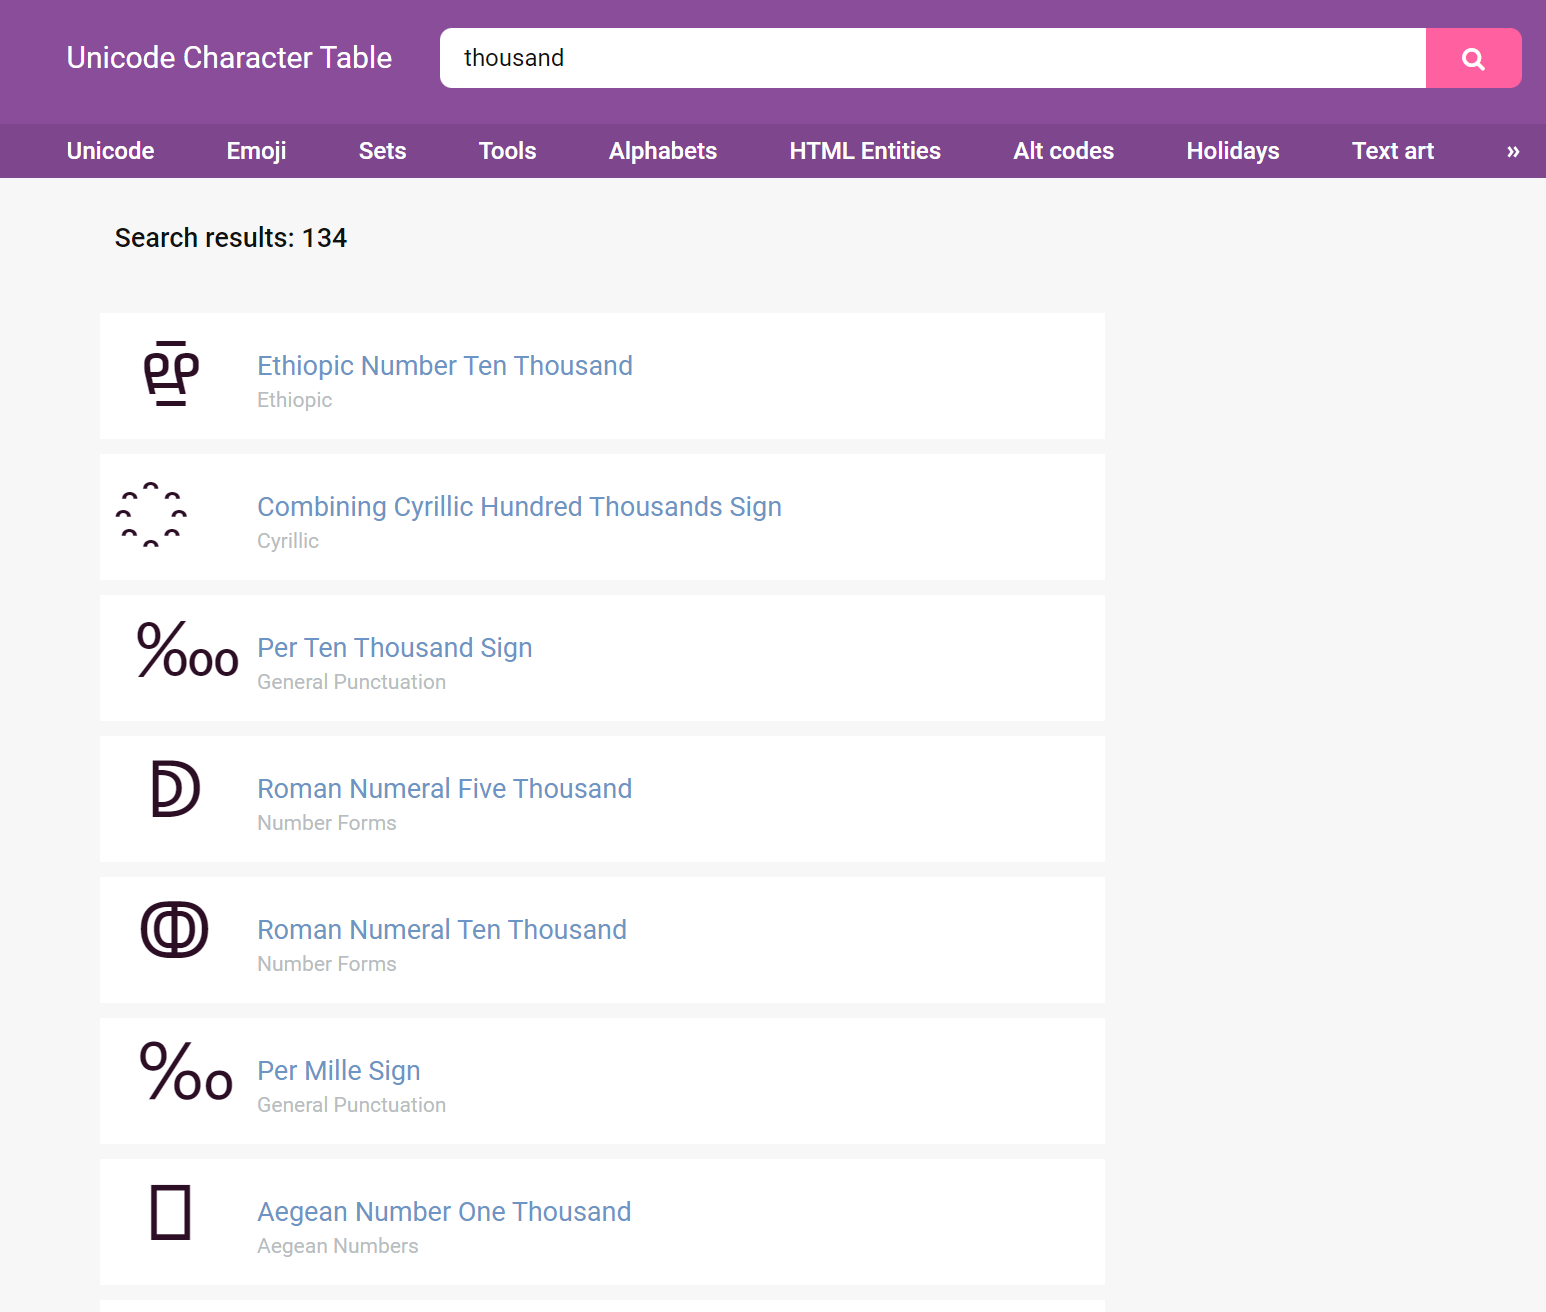 Unicode Character Table
thousand
Unicode Emoji Sets Tools Alphabets HTML Entities Alt codes Holidays Text art »
Search results: 134
፼
Ethiopic Number Ten Thousand
Ethiopic
҈
Combining Cyrillic Hundred Thousands Sign
Cyrillic
‱
Per Ten Thousand Sign
General Punctuation
ↁ
Roman Numeral Five Thousand
Number Forms
ↂ
Roman Numeral Ten Thousand
Number Forms
‰
Per Mille Sign
General Punctuation
Aegean Number One Thousand
Aegean Numbers